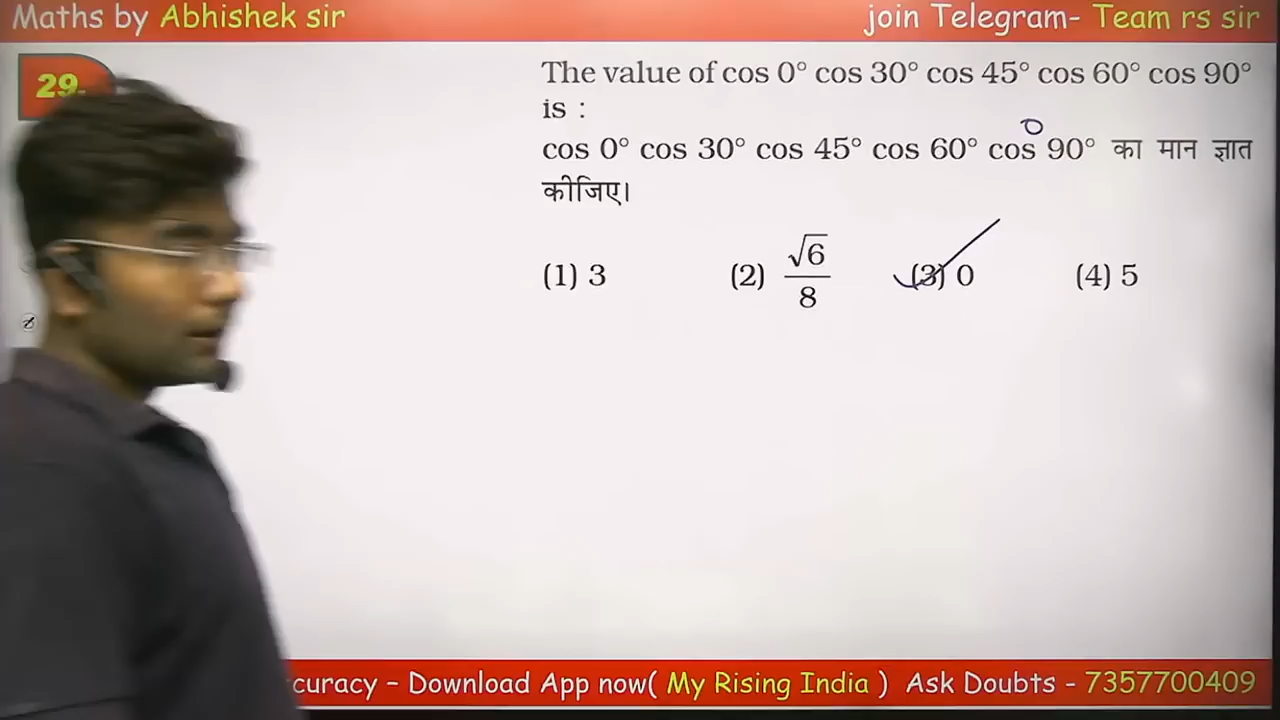 Maths by Abhishek sir
join Telegram- Team rs sir
29.
The value of cos 0° cos 30° cos 45° cos 60° cos 90°
is :
0
cos 0° cos 30° cos 45° cos 60° cos 90° का मान ज्ञात
कीजिए।
(1) 3 (2) √6/8 (3) 0 (4) 5
curacy – Download App now( My Rising India ) Ask Doubts - 7357700409